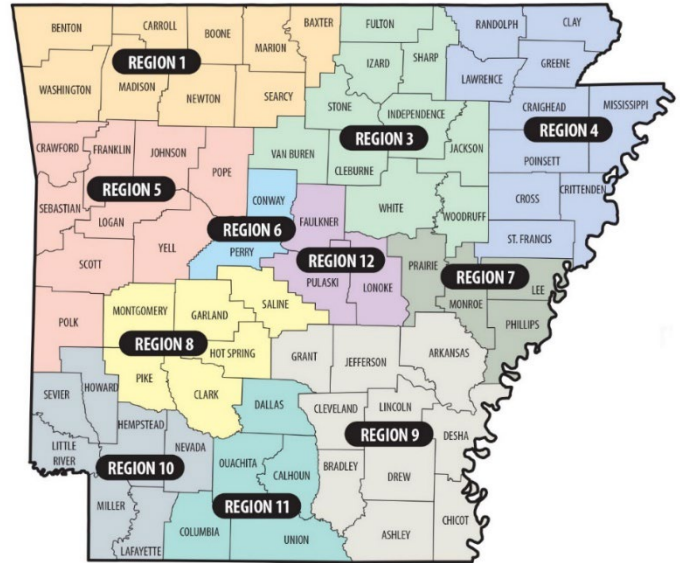 BENTON
CARROLL
BOONE
MARION
BAXTER
FULTON
RANDOLPH
CLAY
REGION 1
IZARD
SHARP
LAWRENCE
GREENE
WASHINGTON
MADISON
NEWTON
SEARCY
STONE
INDEPENDENCE
CRAIGHEAD
MISSISSIPPI
REGION 3
REGION 4
CRAWFORD
FRANKLIN
JOHNSON
POPE
VAN BUREN
CLEBURNE
JACKSON
POINSETT
REGION 5
CONWAY
FAULKNER
WHITE
WOODRUFF
CROSS
CRITTENDEN
SEBASTIAN
LOGAN
REGION 6
ST. FRANCIS
SCOTT
YELL
PERRY
REGION 12
PRAIRIE
REGION 7
LEE
PULASKI
LONOKE
MONROE
PHILLIPS
MONTGOMERY
GARLAND
SALINE
POLK
REGION 8
HOT SPRING
GRANT
JEFFERSON
ARKANSAS
SEVIER
HOWARD
PIKE
CLARK
DALLAS
CLEVELAND
LINCOLN
HEMPSTEAD
DESHA
LITTLE
RIVER
NEVADA
OUACHITA
REGION 9
REGION 10
CALHOUN
BRADLEY
DREW
MILLER
REGION 11
CHICOT
LAFAYETTE
COLUMBIA
UNION
ASHLEY